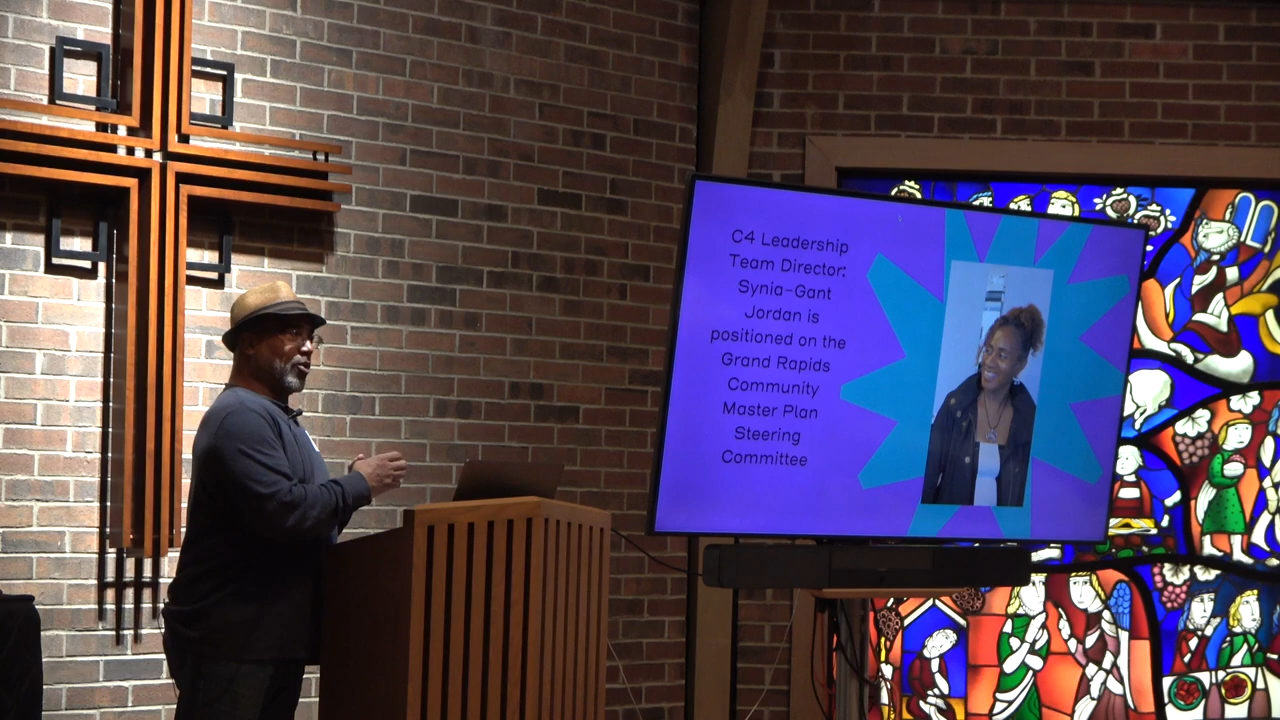 C4 Leadership
Team Director:
Synia-Gant
Jordan is
positioned on the
Grand Rapids
Community
Master Plan
Steering
Committee